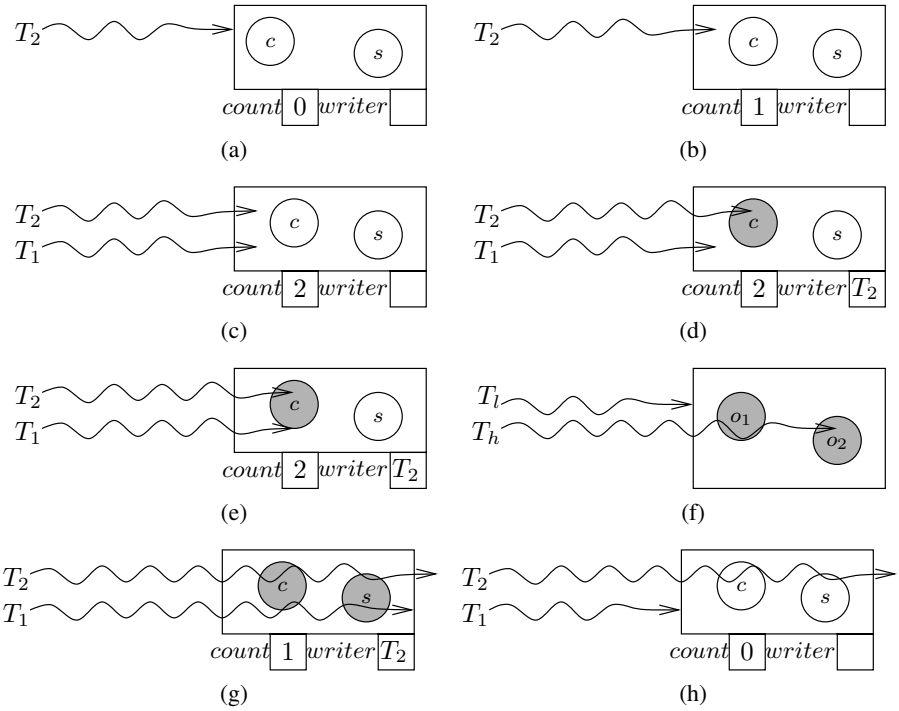 T₂ c s
count 0 writer
(a)
T₂ c s
count 1 writer
(b)
T₂ c s
T₁
count 2 writer
(c)
T₂ c s
T₁
count 2 writer T₂
(d)
T₂ c s
T₁
count 2 writer T₂
(e)
Tₗ o₁
Tₕ o₂
(f)
T₂ c s
T₁
count 1 writer T₂
(g)
T₂ c s
T₁
count 0 writer
(h)